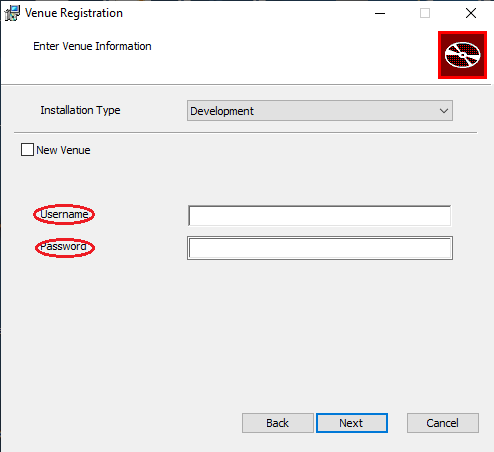 Venue Registration
Enter Venue Information
Installation Type
Development
New Venue
Username
Password
Back
Next
Cancel